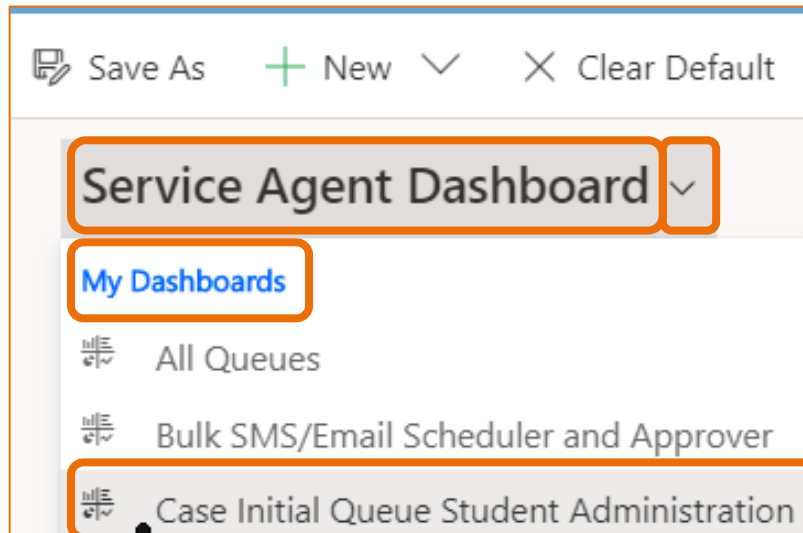 Save As New Clear Default
Service Agent Dashboard
My Dashboards
All Queues
Bulk SMS/Email Scheduler and Approver
Case Initial Queue Student Administration